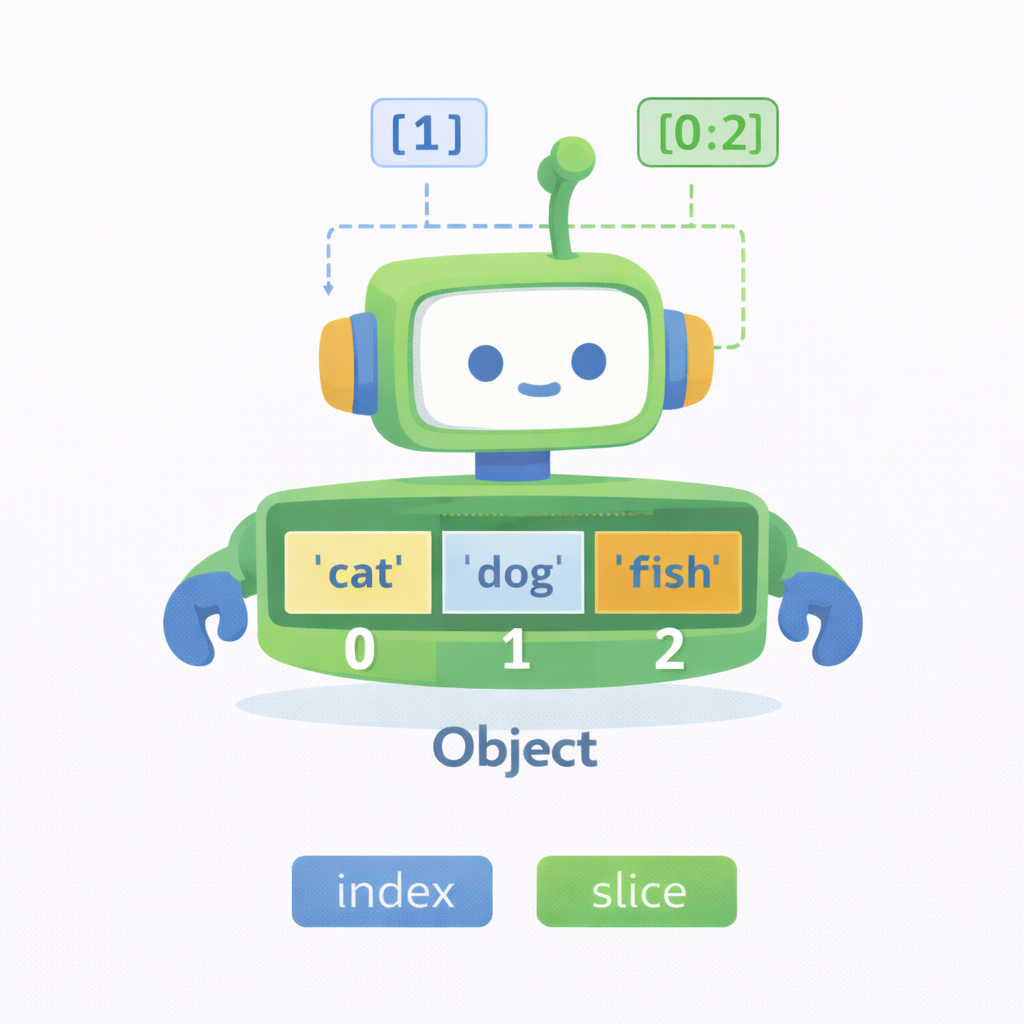 [1]
[0:2]
'cat'
'dog'
'fish'
0
1
2
Object
index
slice